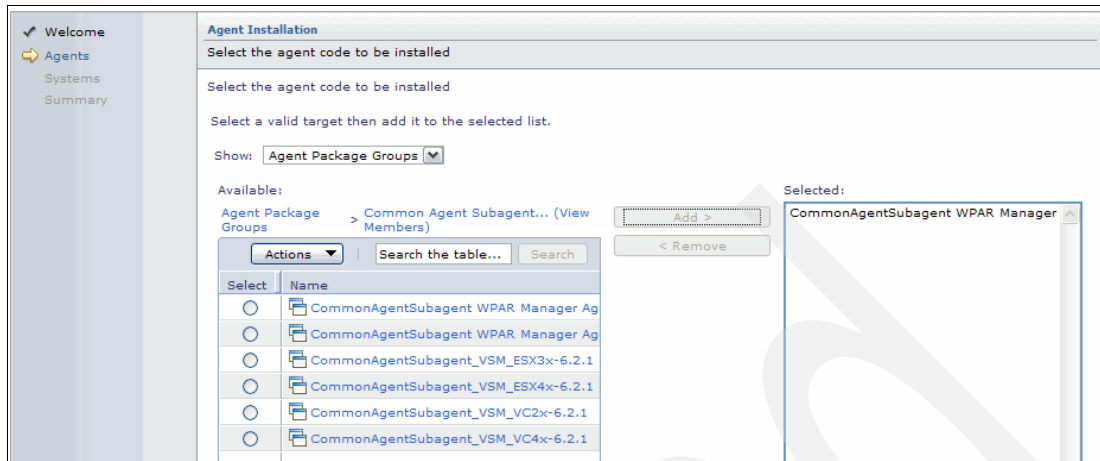 Welcome
Agents
Systems
Summary
Agent Installation
Select the agent code to be installed
Select the agent code to be installed
Select a valid target then add it to the selected list.
Show: Agent Package Groups
Available:
Agent Package Groups > Common Agent Subagent... (View Members)
Actions Search the table... Search
Select Name
CommonAgentSubagent WPAR Manager Ag
CommonAgentSubagent WPAR Manager Ag
CommonAgentSubagent_VSM_ESX3x-6.2.1
CommonAgentSubagent_VSM_ESX4x-6.2.1
CommonAgentSubagent_VSM_VC2x-6.2.1
CommonAgentSubagent_VSM_VC4x-6.2.1
Add >
< Remove
Selected:
CommonAgentSubagent WPAR Manager